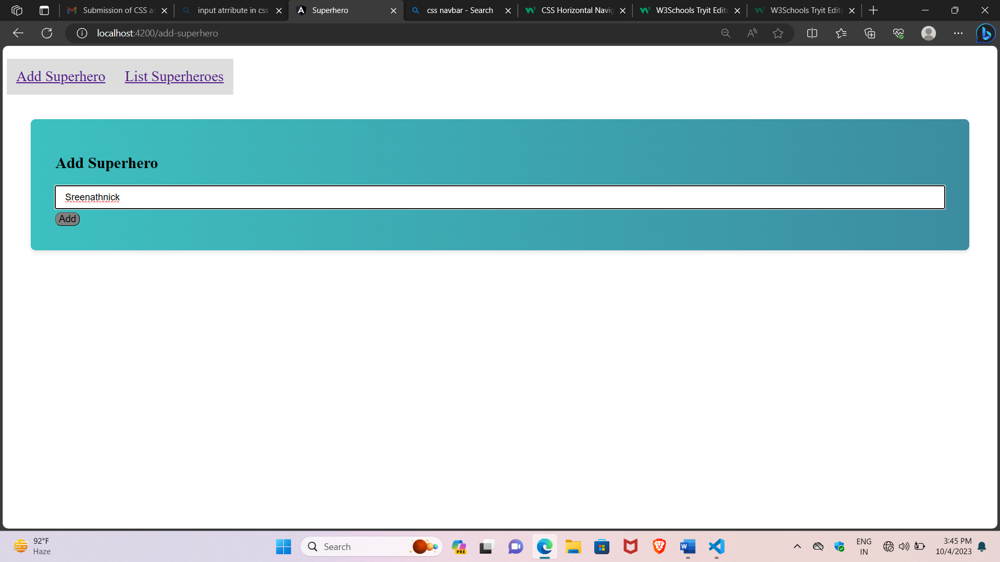 Submission of CSS as
input atrribute in css
Superhero
css navbar - Search
CSS Horizontal Navig
W3Schools Tryit Edito
W3Schools Tryit Edito
localhost:4200/add-superhero
Add Superhero
List Superheroes
Add Superhero
Sreenathnick
Add
92°F
Haze
Search
PRE
ENG
IN
3:45 PM
10/4/2023